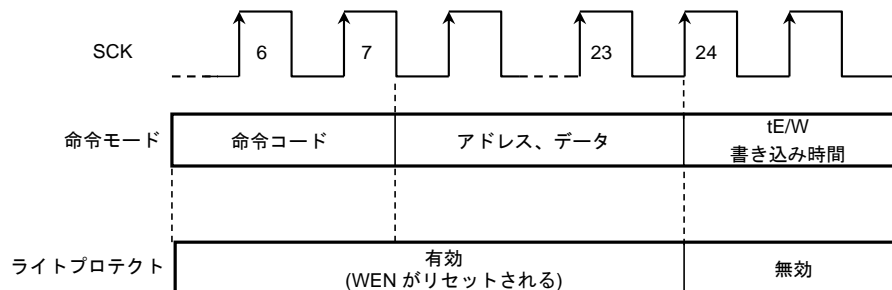 SCK
6
7
23
24
命令モード
命令コード
アドレス、データ
tE/W
書き込み時間
ライトプロテクト
有効
(WEN がリセットされる)
無効